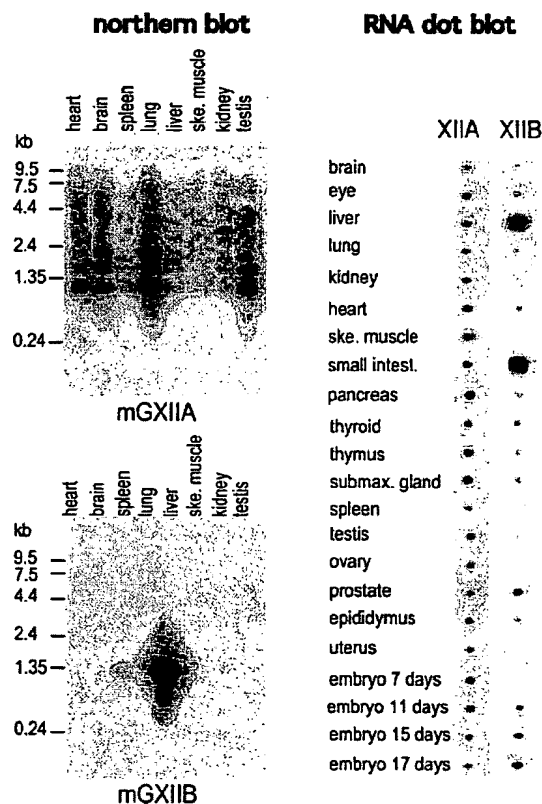 northern blot
heart
brain
spleen
lung
liver
ske. muscle
kidney
testis
kb
9.5
7.5
4.4
2.4
1.35
0.24
mGXIIA
heart
brain
spleen
lung
liver
ske. muscle
kidney
testis
kb
9.5
7.5
4.4
2.4
1.35
0.24
mGXIIB
RNA dot blot
XIIA XIIB
brain
eye
liver
lung
kidney
heart
ske. muscle
small intest.
pancreas
thyroid
thymus
submax. gland
spleen
testis
ovary
prostate
epididymus
uterus
embryo 7 days
embryo 11 days
embryo 15 days
embryo 17 days